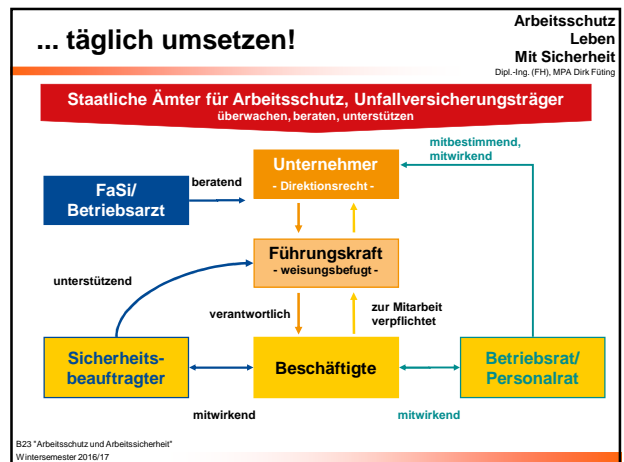 ... täglich umsetzen!
Arbeitsschutz
Leben
Mit Sicherheit
Dipl.-Ing. (FH), MPA Dirk Füting
Staatliche Ämter für Arbeitsschutz, Unfallversicherungsträger
überwachen, beraten, unterstützen
mitbestimmend,
mitwirkend
Unternehmer
- Direktionsrecht -
beratend
FaSi/
Betriebsarzt
Führungskraft
- weisungsbefugt -
unterstützend
verantwortlich
zur Mitarbeit
verpflichtet
Sicherheits-
beauftragter
Beschäftigte
Betriebsrat/
Personalrat
mitwirkend
mitwirkend
B23 "Arbeitsschutz und Arbeitssicherheit"
Wintersemester 2016/17